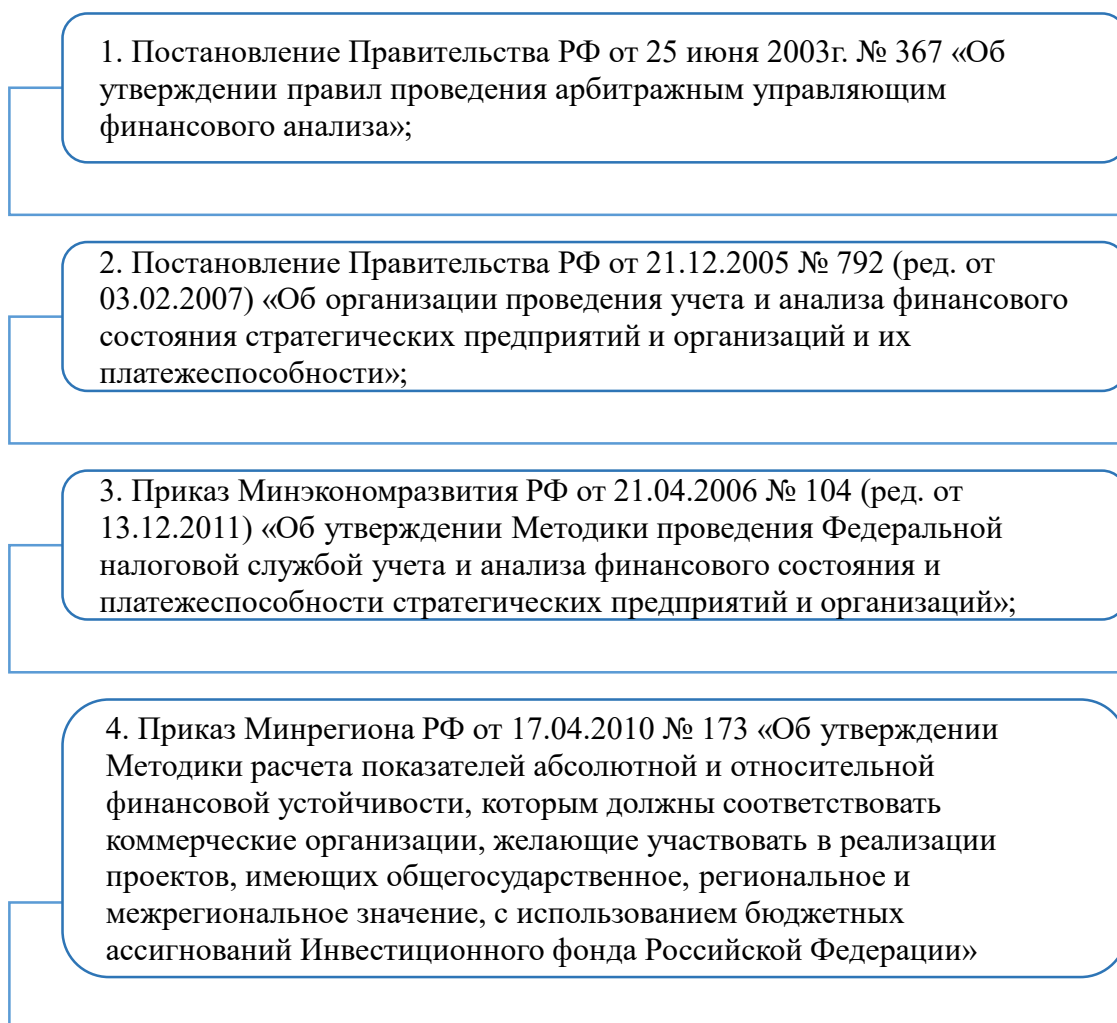 1. Постановление Правительства РФ от 25 июня 2003г. № 367 «Об
утверждении правил проведения арбитражным управляющим
финансового анализа»;
2. Постановление Правительства РФ от 21.12.2005 № 792 (ред. от
03.02.2007) «Об организации проведения учета и анализа финансового
состояния стратегических предприятий и организаций и их
платежеспособности»;
3. Приказ Минэкономразвития РФ от 21.04.2006 № 104 (ред. от
13.12.2011) «Об утверждении Методики проведения Федеральной
налоговой службой учета и анализа финансового состояния и
платежеспособности стратегических предприятий и организаций»;
4. Приказ Минрегиона РФ от 17.04.2010 № 173 «Об утверждении
Методики расчета показателей абсолютной и относительной
финансовой устойчивости, которым должны соответствовать
коммерческие организации, желающие участвовать в реализации
проектов, имеющих общегосударственное, региональное и
межрегиональное значение, с использованием бюджетных
ассигнований Инвестиционного фонда Российской Федерации»